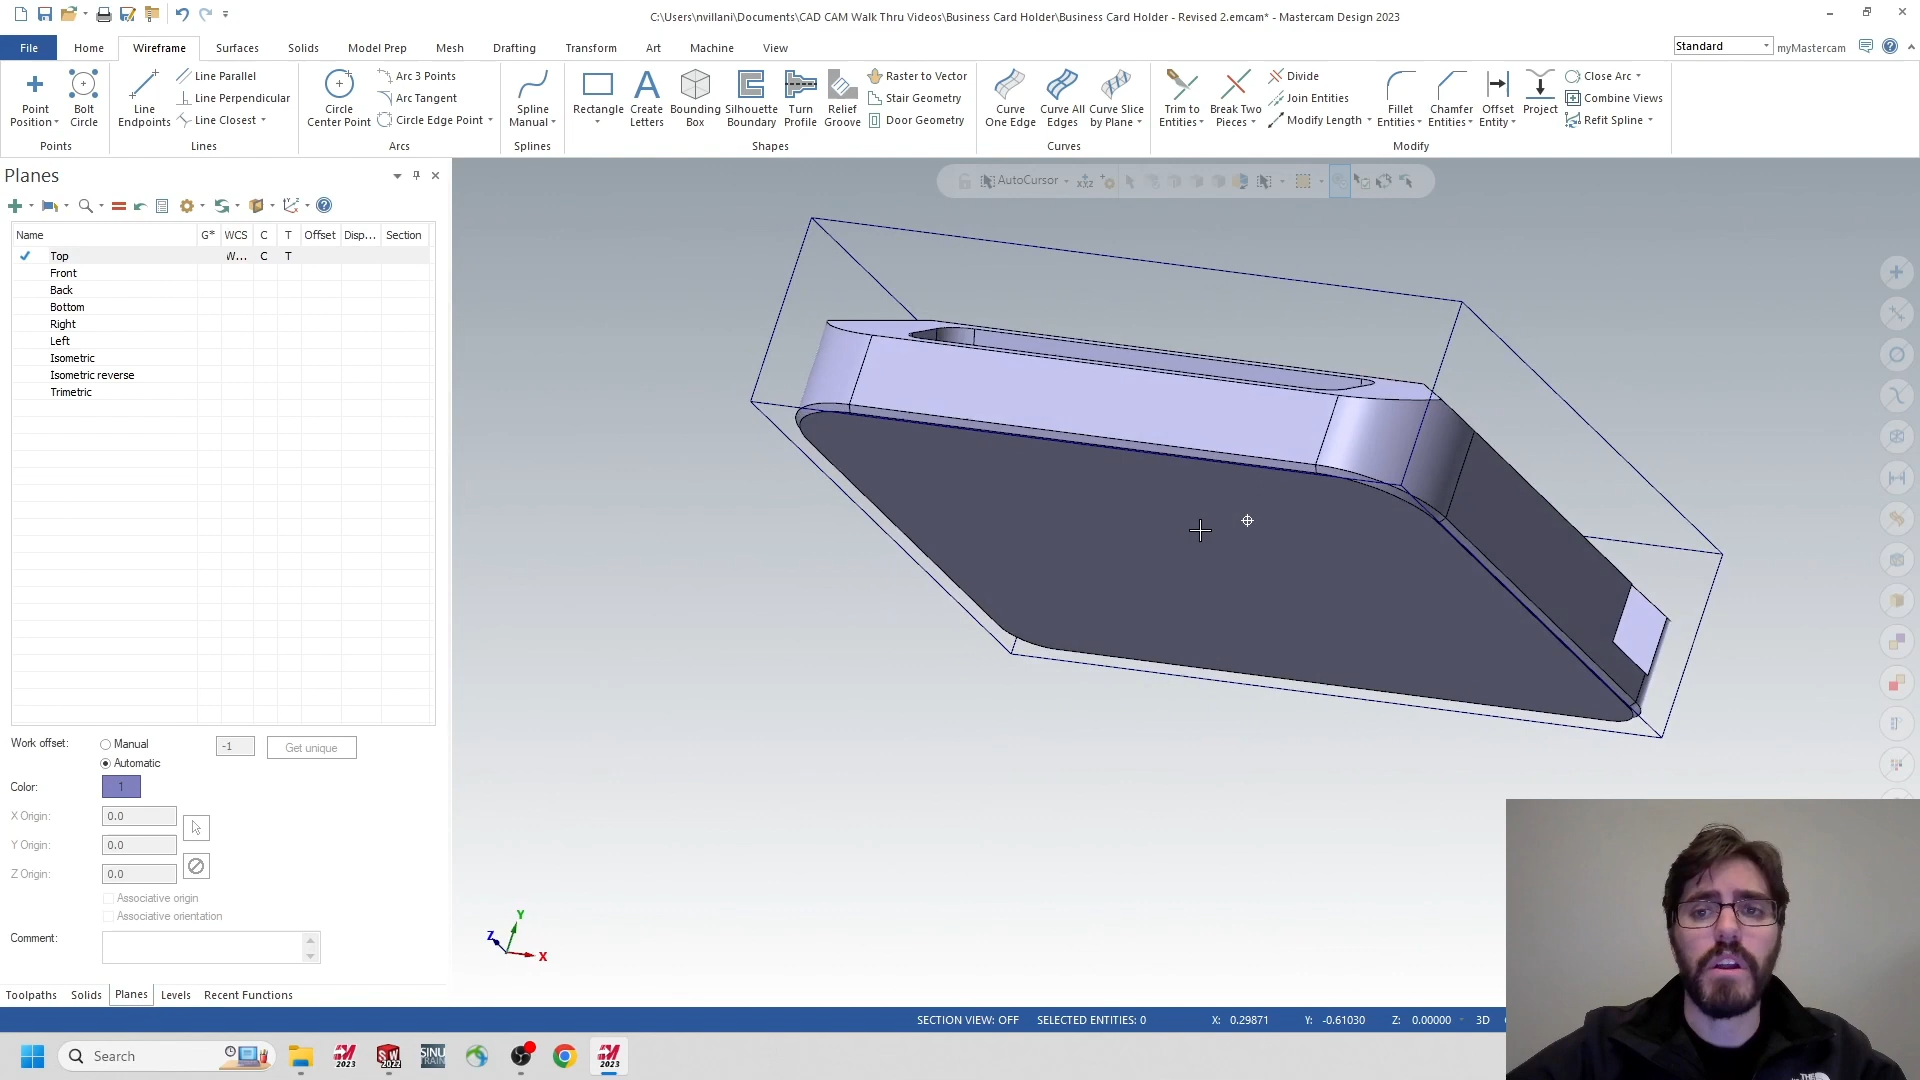 C:\Users\nvillani\Documents\CAD CAM Walk Thru Videos\Business Card Holder\Business Card Holder - Revised 2.emcam* - Mastercam Design 2023
File Home Wireframe Surfaces Solids Model Prep Mesh Drafting Transform Art Machine View
Standard myMastercam
Point Position
Bolt Circle
Points
Line Endpoints
Line Parallel
Line Perpendicular
Line Closest
Lines
Circle Center Point
Arc 3 Points
Arc Tangent
Circle Edge Point
Arcs
Spline Manual
Splines
Rectangle
Create Letters
Bounding Box
Silhouette Boundary
Turn Profile
Relief Groove
Raster to Vector
Stair Geometry
Door Geometry
Shapes
Curve One Edge
Curve All Edges
Curve Slice by Plane
Curves
Trim to Entities
Break Two Pieces
Divide
Join Entities
Modify Length
Fillet Entities
Chamfer Entities
Offset Entity
Project
Close Arc
Combine Views
Refit Spline
Modify
Planes
AutoCursor
Name G* WCS C T Offset Disp... Section
Top W... C T
Front
Back
Bottom
Right
Left
Isometric
Isometric reverse
Trimetric
Work offset: Manual -1 Get unique
Automatic
Color: 1
X Origin: 0.0
Y Origin: 0.0
Z Origin: 0.0
Associative origin
Associative orientation
Comment:
Y
Z
X
Toolpaths Solids Planes Levels Recent Functions
SECTION VIEW: OFF SELECTED ENTITIES: 0 X: 0.29871 Y: -0.61030 Z: 0.00000 3D
Search
2023
SW
2022
SINU
TRAIN
2023
THE